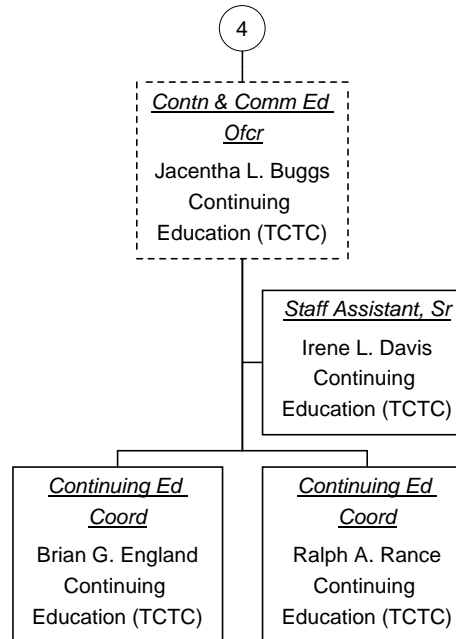 4
Contn & Comm Ed
Ofcr
Jacentha L. Buggs
Continuing
Education (TCTC)
Staff Assistant, Sr
Irene L. Davis
Continuing
Education (TCTC)
Continuing Ed
Coord
Brian G. England
Continuing
Education (TCTC)
Continuing Ed
Coord
Ralph A. Rance
Continuing
Education (TCTC)